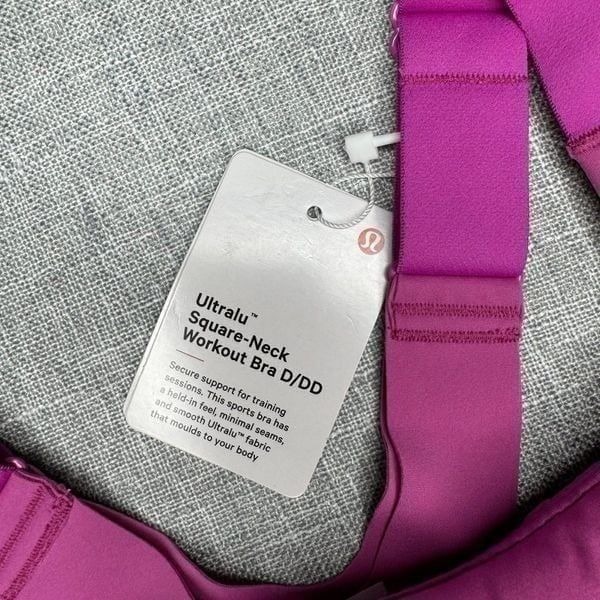 Ultralu™
Square-Neck
Workout Bra D/DD
Secure support for training
sessions. This sports bra has
a held-in feel, minimal seams,
and smooth Ultralu™ fabric
that moulds to your body